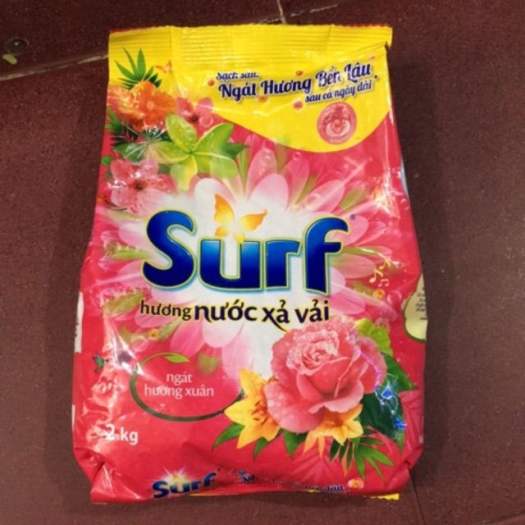 Sạch sâu,
Ngát Hương Bền Lâu
sau cả ngày dài
Surf
hương nước xả vải
ngát
hương xuân
2 kg
Surf